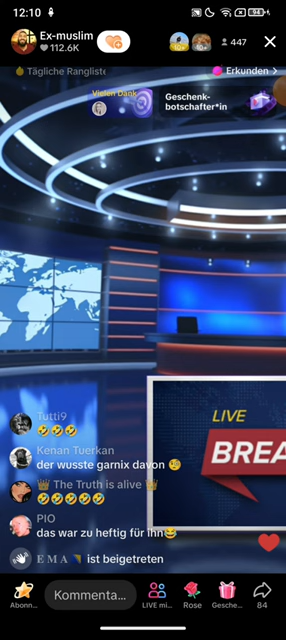 12:10
94
Ex-muslim
112.6K
10
447
Tägliche Rangliste
Erkunden >
Vielen Dank
Geschenk-
botschafter*in
LIVE
BREA
Tutti9
🤣🤣🤣
Kenan Tuerkan
der wusste garnix davon 🧐
👑 The Truth is alive 👑
🤣🤣🤣🤣🤣
PIO
das war zu heftig für ihn😂
E M A ist beigetreten
Abonn...
Kommenta...
LIVE mi...
Rose
Gesche...
84